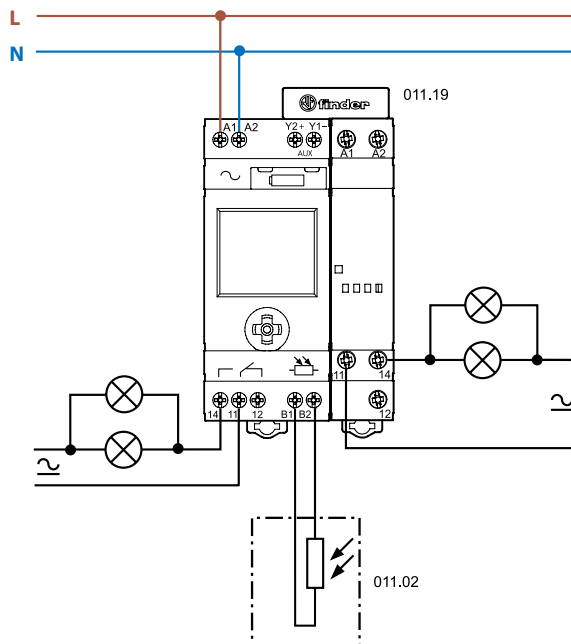 L
N
finder
011.19
A1 A2 Y2+ Y1-
AUX
A1 A2
11 14
12
14 11 12 B1 B2
011.02